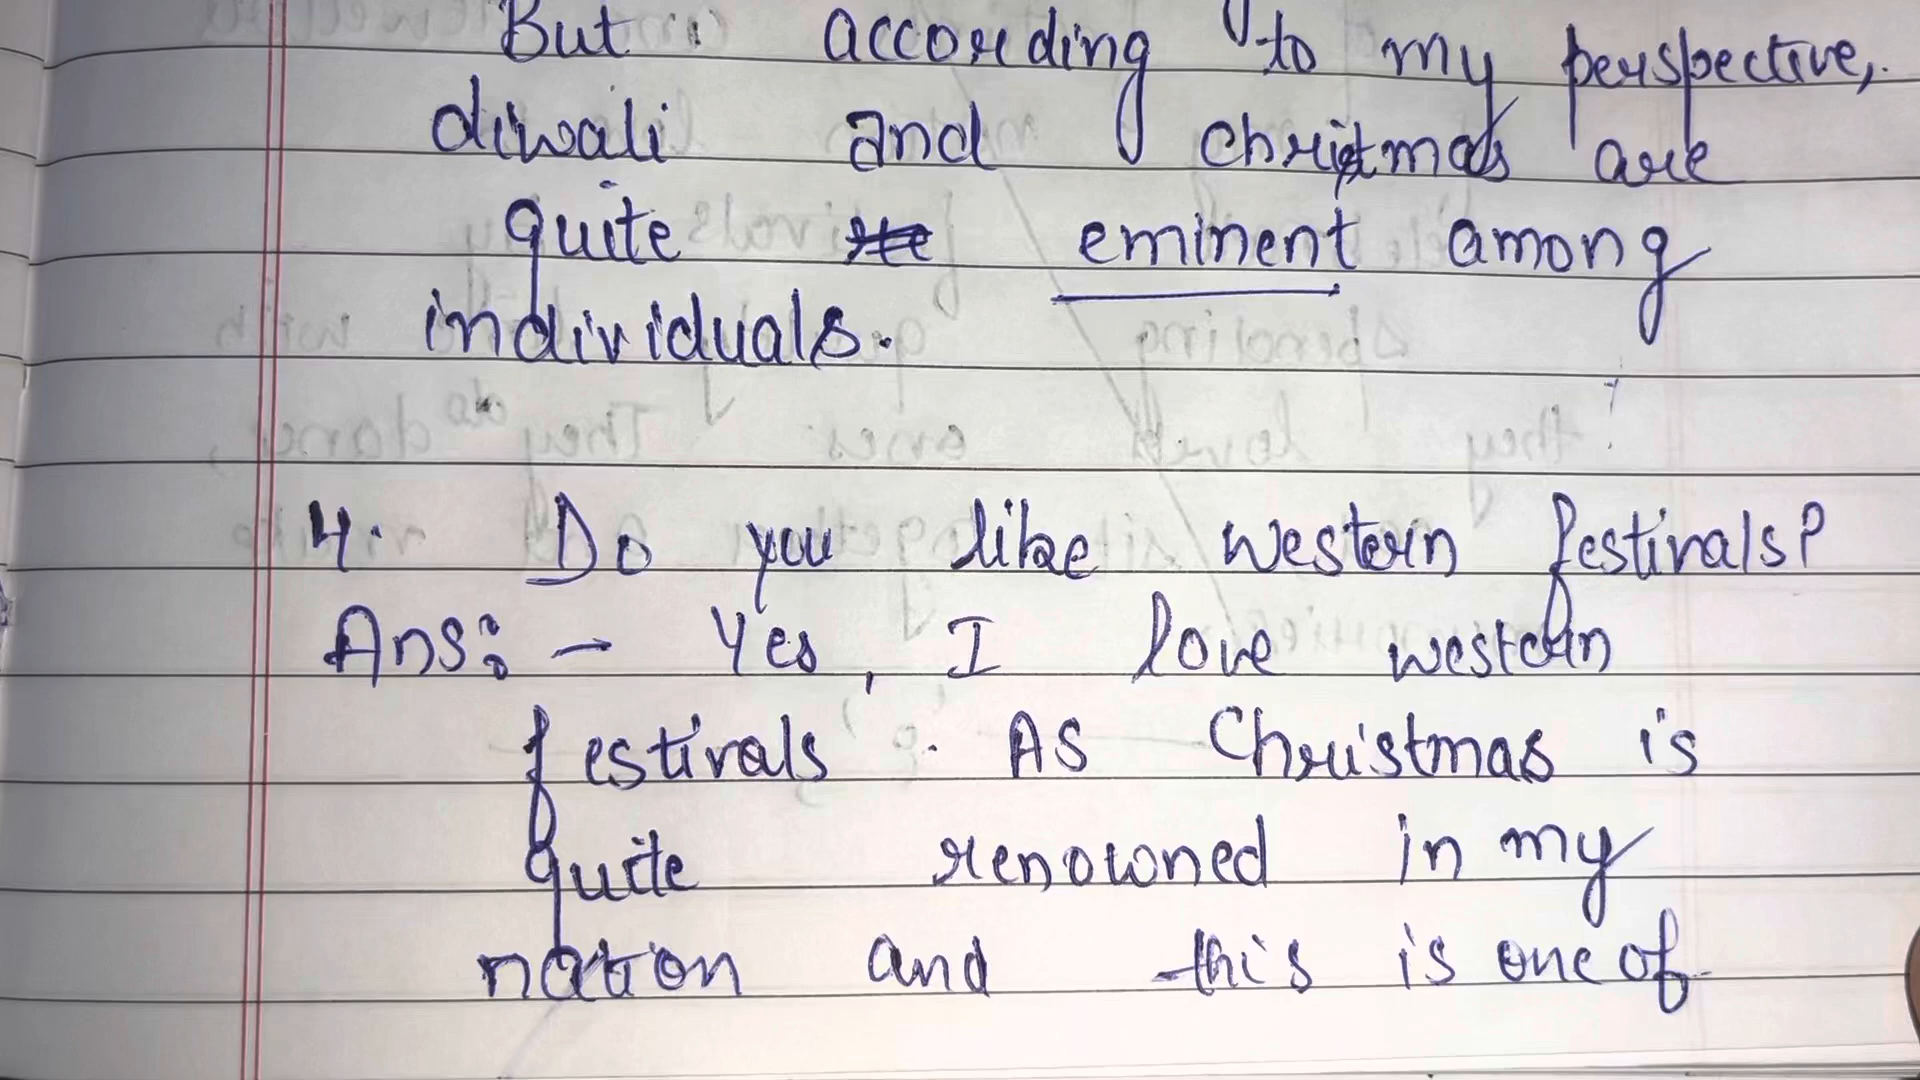 But according to my perspective,
diwali and christmas are
quite eminent among
individuals.
4. Do you like western festivals?
Ans:- Yes, I love western
festivals. As Christmas is
quite renowned in my
nation and this is one of